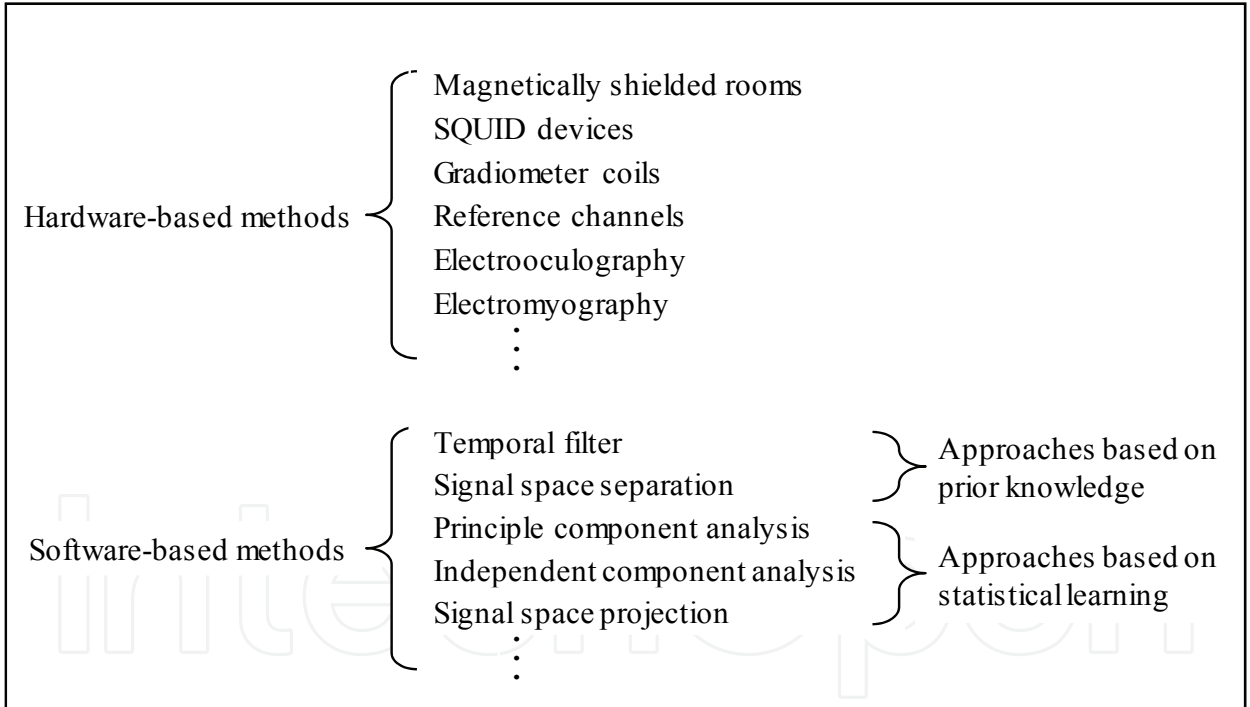 Magnetically shielded rooms
SQUID devices
Gradiometer coils
Hardware-based methods
Reference channels
Electrooculography
Electromyography
Temporal filter
Signal space separation
Approaches based on
prior knowledge
Principle component analysis
Software-based methods
Independent component analysis
Signal space projection
Approaches based on
statistical learning
intechopen